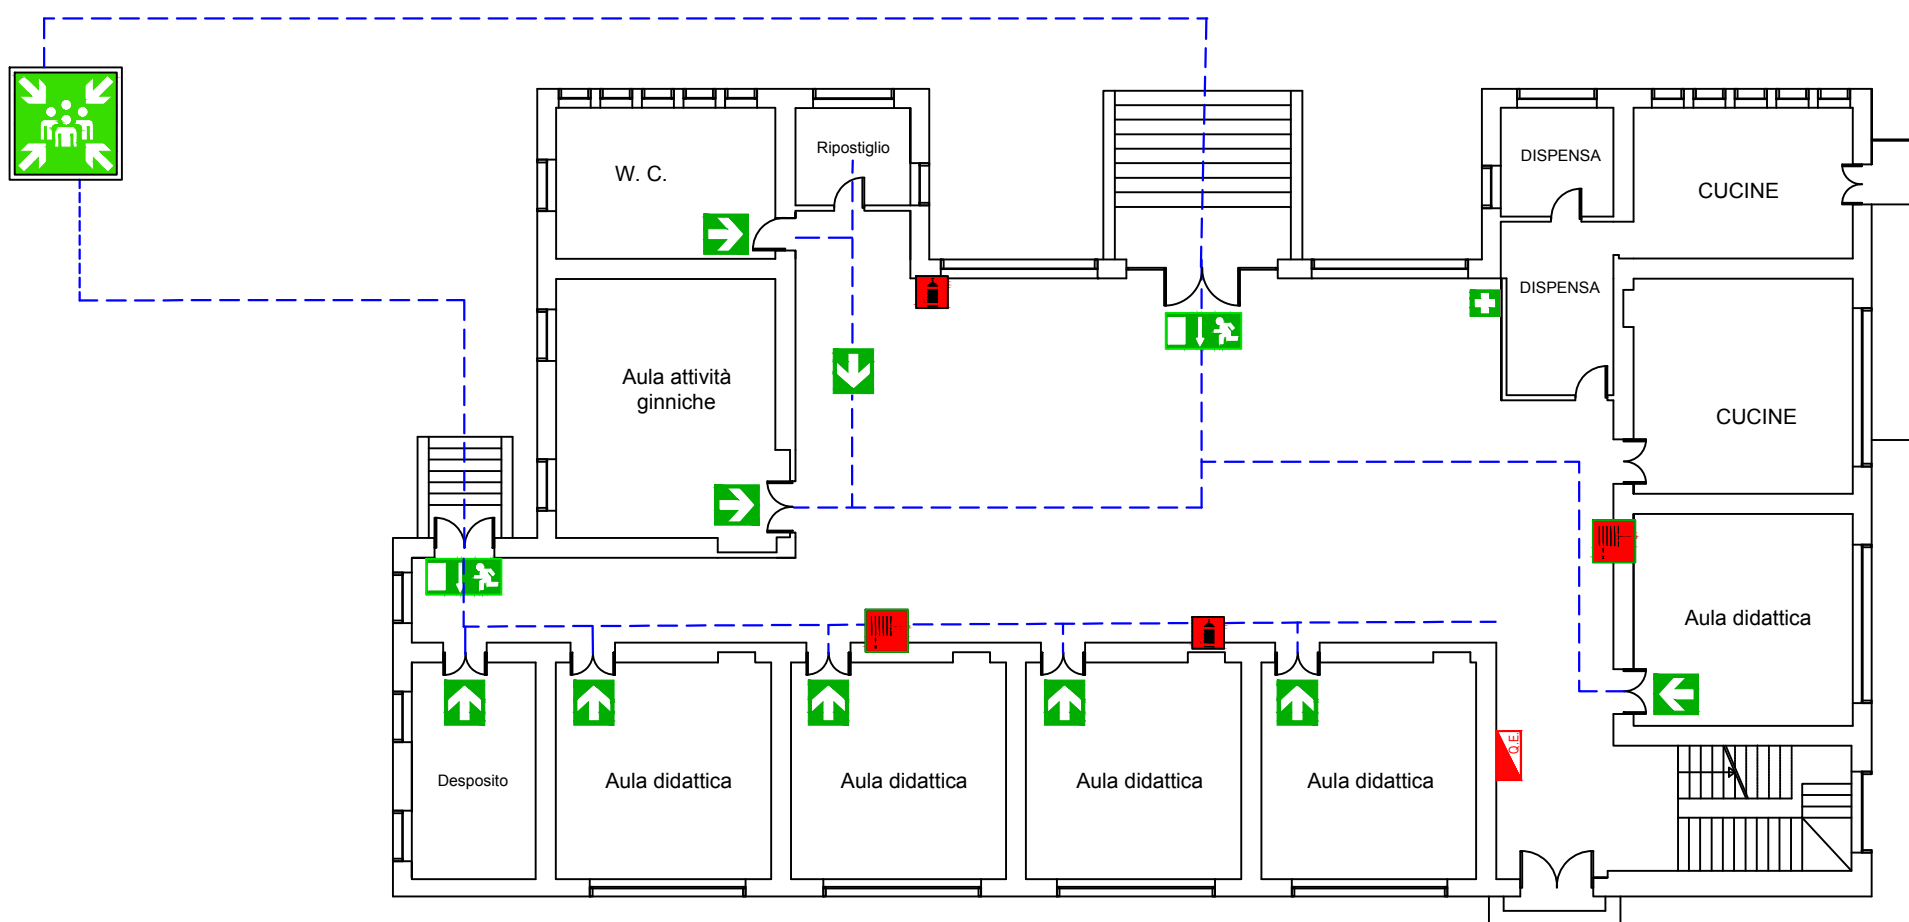 Ripostiglio
W. C.
DISPENSA
CUCINE
DISPENSA
Aula attività
ginniche
CUCINE
Aula didattica
Q.E.
Desposito
Aula didattica
Aula didattica
Aula didattica
Aula didattica